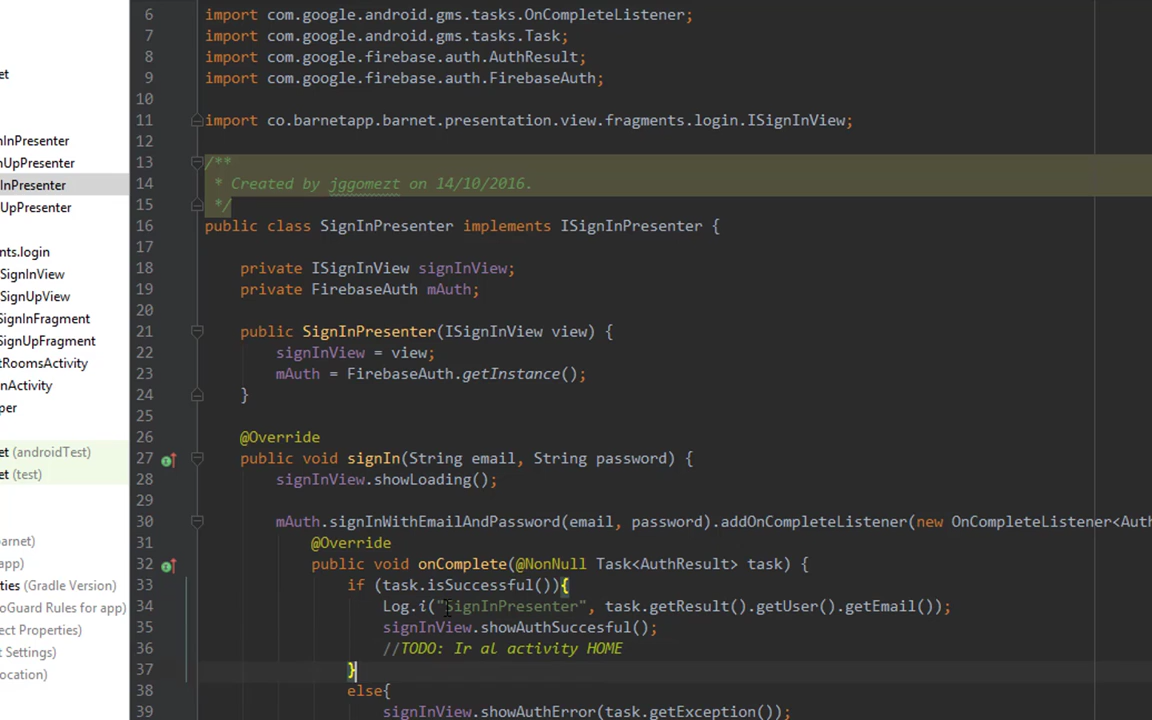 et
nInPresenter
nUpPresenter
InPresenter
UpPresenter
nts.login
SignInView
SignUpView
SignInFragment
SignUpFragment
tRoomsActivity
nActivity
per
et (androidTest)
et (test)
arnet)
app)
ties (Gradle Version)
oGuard Rules for app)
ect Properties)
t Settings)
ocation)
6 import com.google.android.gms.tasks.OnCompleteListener;
7 import com.google.android.gms.tasks.Task;
8 import com.google.firebase.auth.AuthResult;
9 import com.google.firebase.auth.FirebaseAuth;
10
11 import co.barnetapp.barnet.presentation.view.fragments.login.ISignInView;
12
13 /**
14 * Created by jggomezt on 14/10/2016.
15 */
16 public class SignInPresenter implements ISignInPresenter {
17
18 private ISignInView signInView;
19 private FirebaseAuth mAuth;
20
21 public SignInPresenter(ISignInView view) {
22 signInView = view;
23 mAuth = FirebaseAuth.getInstance();
24 }
25
26 @Override
27 public void signIn(String email, String password) {
28 signInView.showLoading();
29
30 mAuth.signInWithEmailAndPassword(email, password).addOnCompleteListener(new OnCompleteListener<Aut
31 @Override
32 public void onComplete(@NonNull Task<AuthResult> task) {
33 if (task.isSuccessful()){
34 Log.i("SignInPresenter", task.getResult().getUser().getEmail());
35 signInView.showAuthSuccesful();
36 //TODO: Ir al activity HOME
37 }
38 else{
39 signInView.showAuthError(task.getException());